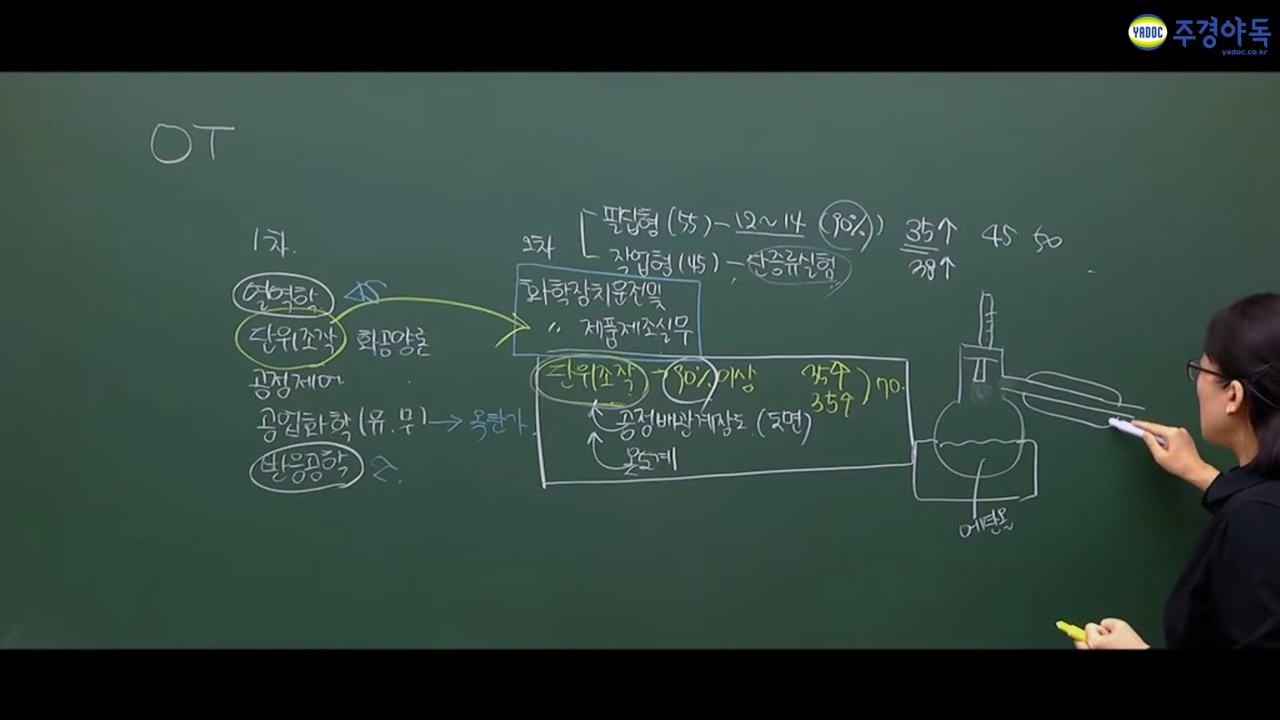 YADOC 주경야독
yadoc.co.kr
OT
1차.
열역학 ΔS
단위조작 화공양론
공정제어
공업화학 (유.무) → 옥탄가
반응공학 2.
2차
필답형 (55) - 12~14 (90%) 35↑ 45 50
작업형 (45) - 단증류실험 38↑
화학장치운전및
〃 제품제조실무
단위조작 → 90% 이상 35↑
35↑ ) 70.
공정배관계장도 (도면)
온도계
에탄올